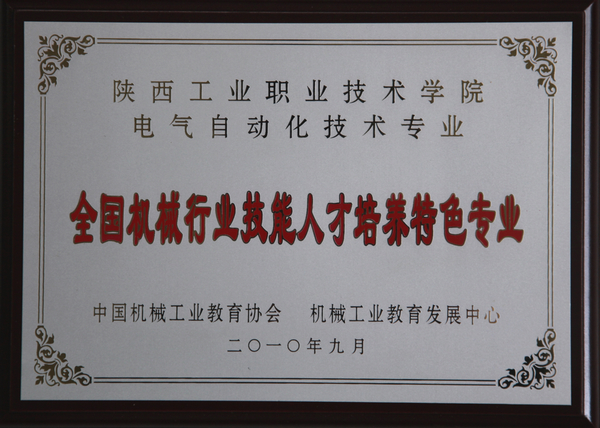 陕西工业职业技术学院
电气自动化技术专业
全国机械行业技能人才培养特色专业
中国机械工业教育协会 机械工业教育发展中心
二〇一〇年九月